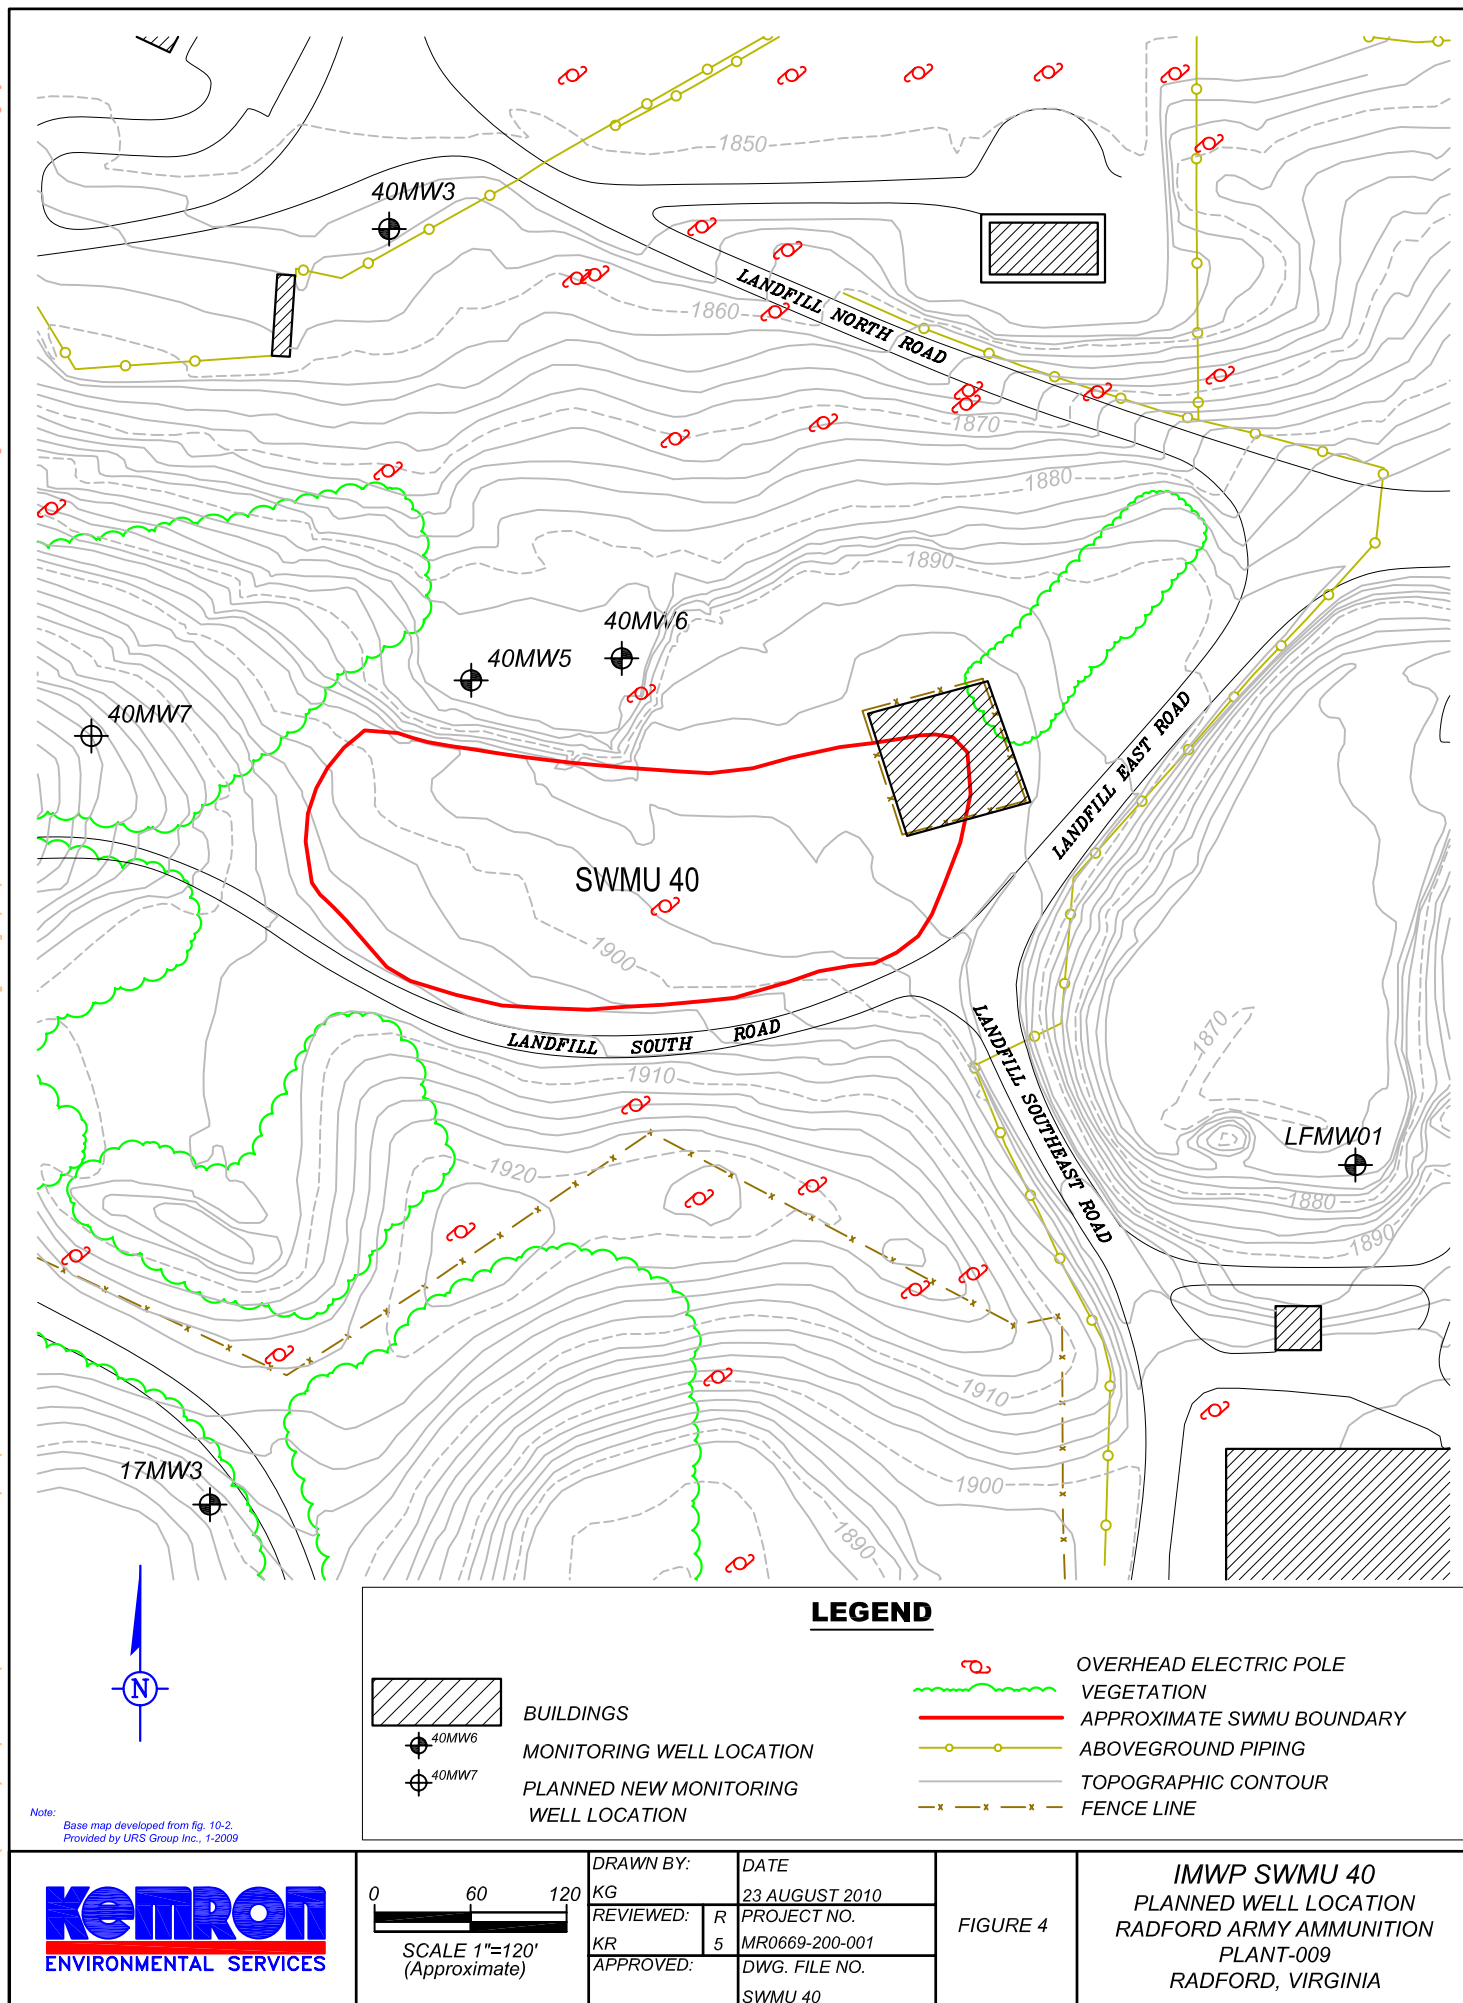 1850
40MW3
LANDFILL NORTH ROAD
1860
1870
1880
1890
40MW6
40MW5
40MW7
LANDFILL EAST ROAD
SWMU 40
1900
LANDFILL SOUTH ROAD
LANDFILL SOUTHEAST ROAD
1870
1910
LFMW01
1920
1880
1890
1910
17MW3
1900
1890
LEGEND
BUILDINGS
40MW6
MONITORING WELL LOCATION
40MW7
PLANNED NEW MONITORING
WELL LOCATION
OVERHEAD ELECTRIC POLE
VEGETATION
APPROXIMATE SWMU BOUNDARY
ABOVEGROUND PIPING
TOPOGRAPHIC CONTOUR
FENCE LINE
N
Note:
Base map developed from fig. 10-2.
Provided by URS Group Inc., 1-2009
KEMRON
ENVIRONMENTAL SERVICES
0 60 120
SCALE 1"=120'
(Approximate)
DRAWN BY:
KG
DATE
23 AUGUST 2010
REVIEWED:
KR
R
5
PROJECT NO.
MR0669-200-001
APPROVED:
DWG. FILE NO.
SWMU 40
FIGURE 4
IMWP SWMU 40
PLANNED WELL LOCATION
RADFORD ARMY AMMUNITION
PLANT-009
RADFORD, VIRGINIA